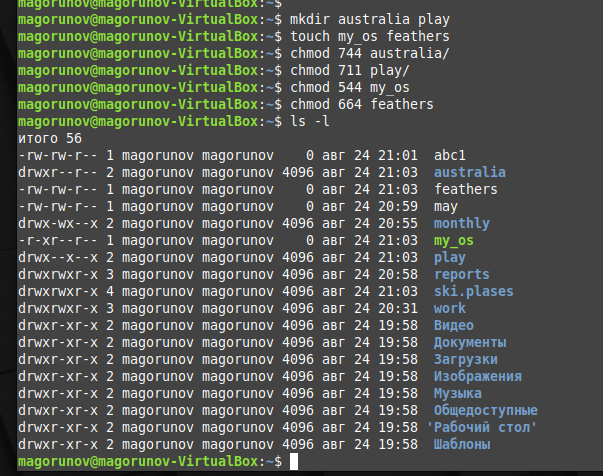 magorunov@magorunov-VirtualBox:~$
magorunov@magorunov-VirtualBox:~$ mkdir australia play
magorunov@magorunov-VirtualBox:~$ touch my_os feathers
magorunov@magorunov-VirtualBox:~$ chmod 744 australia/
magorunov@magorunov-VirtualBox:~$ chmod 711 play/
magorunov@magorunov-VirtualBox:~$ chmod 544 my_os
magorunov@magorunov-VirtualBox:~$ chmod 664 feathers
magorunov@magorunov-VirtualBox:~$ ls -l
итого 56
-rw-rw-r-- 1 magorunov magorunov    0 авг 24 21:01  abc1
drwxr--r-- 2 magorunov magorunov 4096 авг 24 21:03  australia
-rw-rw-r-- 1 magorunov magorunov    0 авг 24 21:03  feathers
-rw-rw-r-- 1 magorunov magorunov    0 авг 24 20:59  may
drwx-wx--x 2 magorunov magorunov 4096 авг 24 20:55  monthly
-r-xr--r-- 1 magorunov magorunov    0 авг 24 21:03  my_os
drwx--x--x 2 magorunov magorunov 4096 авг 24 21:03  play
drwxrwxr-x 3 magorunov magorunov 4096 авг 24 20:58  reports
drwxrwxr-x 4 magorunov magorunov 4096 авг 24 21:03  ski.plases
drwxrwxr-x 3 magorunov magorunov 4096 авг 24 20:31  work
drwxr-xr-x 2 magorunov magorunov 4096 авг 24 19:58  Видео
drwxr-xr-x 2 magorunov magorunov 4096 авг 24 19:58  Документы
drwxr-xr-x 2 magorunov magorunov 4096 авг 24 19:58  Загрузки
drwxr-xr-x 2 magorunov magorunov 4096 авг 24 19:58  Изображения
drwxr-xr-x 2 magorunov magorunov 4096 авг 24 19:58  Музыка
drwxr-xr-x 2 magorunov magorunov 4096 авг 24 19:58  Общедоступные
drwxr-xr-x 2 magorunov magorunov 4096 авг 24 19:58 'Рабочий стол'
drwxr-xr-x 2 magorunov magorunov 4096 авг 24 19:58  Шаблоны
magorunov@magorunov-VirtualBox:~$